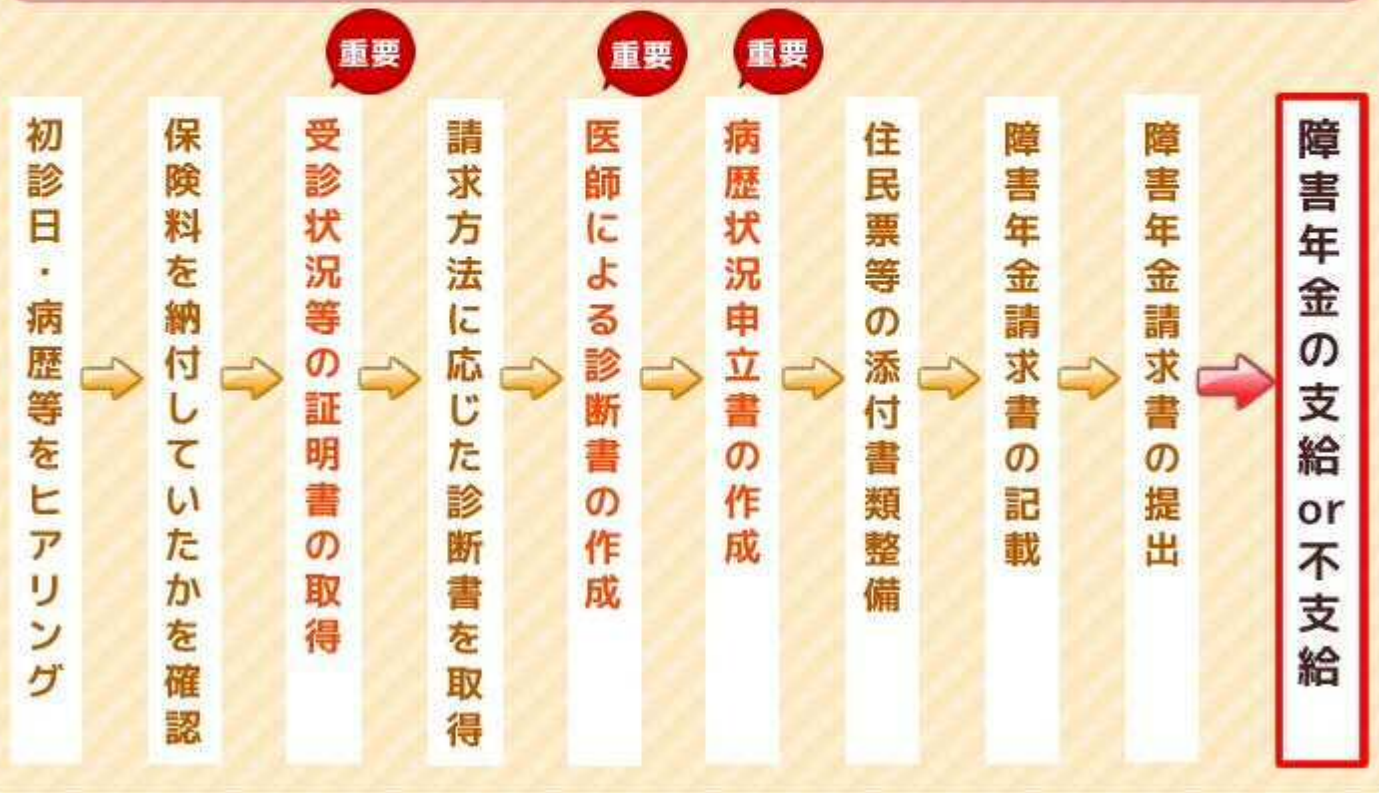 初診日・病歴等をヒアリング
保険料を納付していたかを確認
重要
受診状況等の証明書の取得
請求方法に応じた診断書を取得
重要
医師による診断書の作成
重要
病歴状況申立書の作成
住民票等の添付書類整備
障害年金請求書の記載
障害年金請求書の提出
障害年金の支給or不支給